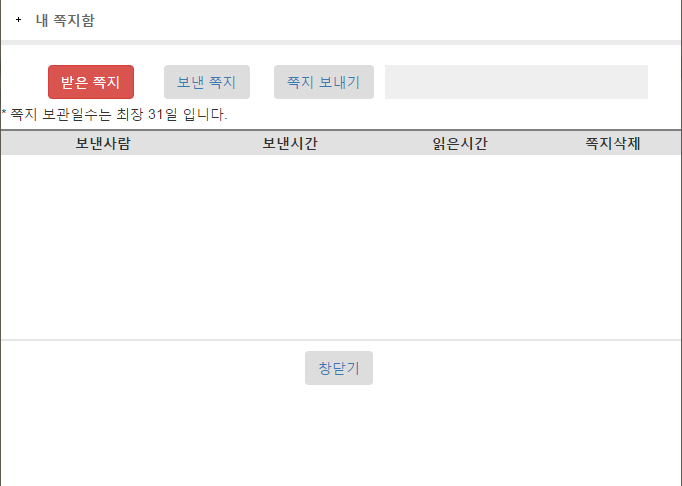 + 내 쪽지함
받은 쪽지 보낸 쪽지 쪽지 보내기
* 쪽지 보관일수는 최장 31일 입니다.
보낸사람 보낸시간 읽은시간 쪽지삭제
창닫기